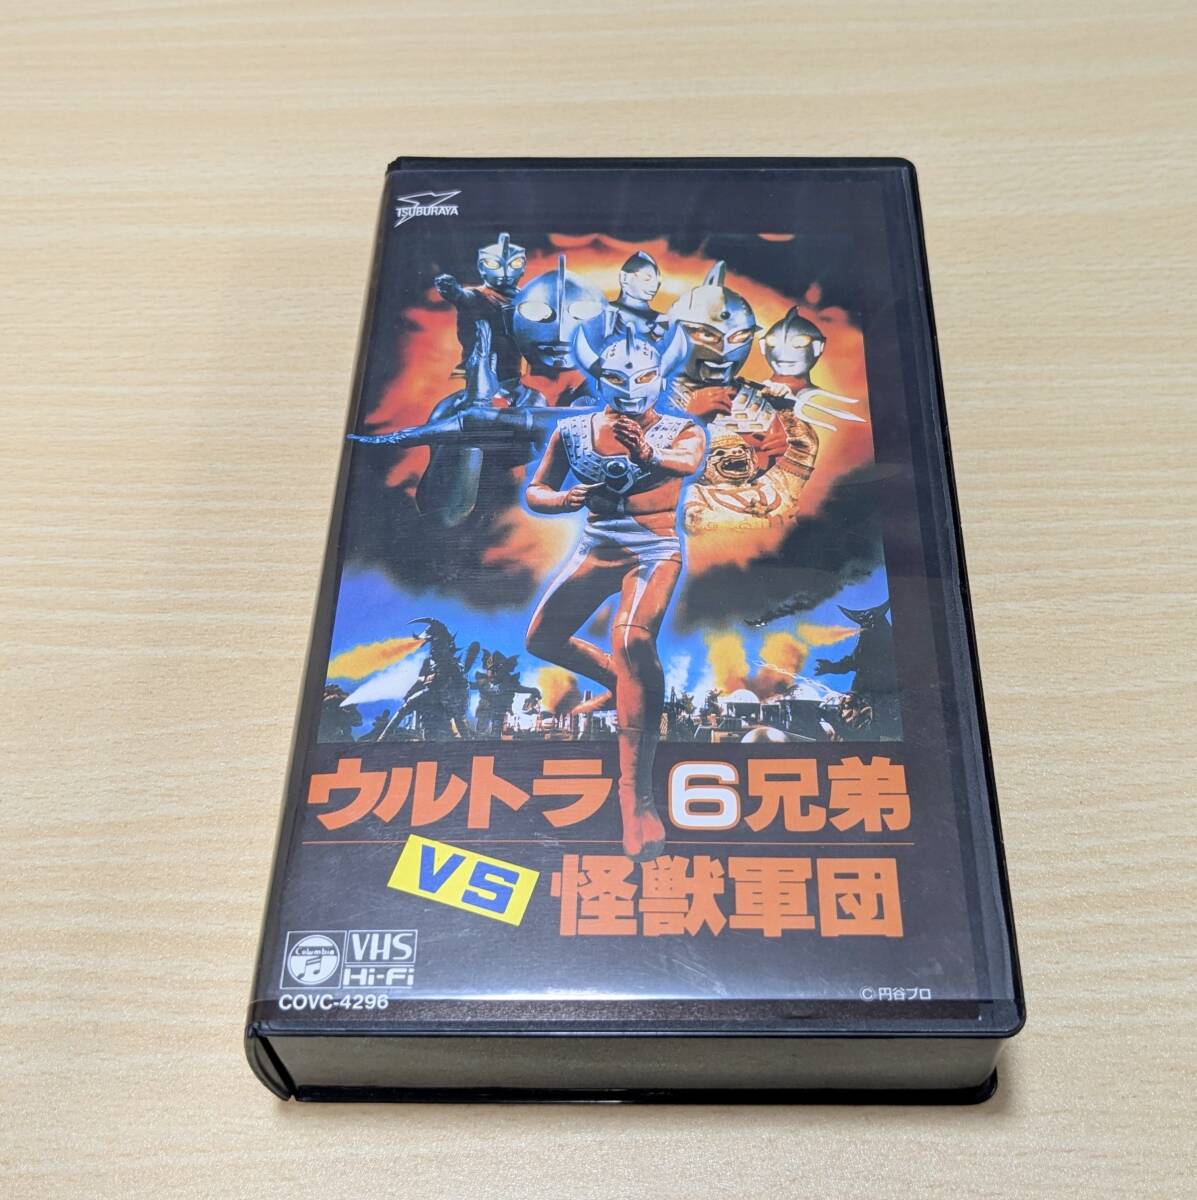 TSUBURAYA
ウルトラ6兄弟
VS 怪獣軍団
Columbia
VHS
Hi-Fi
COVC-4296
©円谷プロ